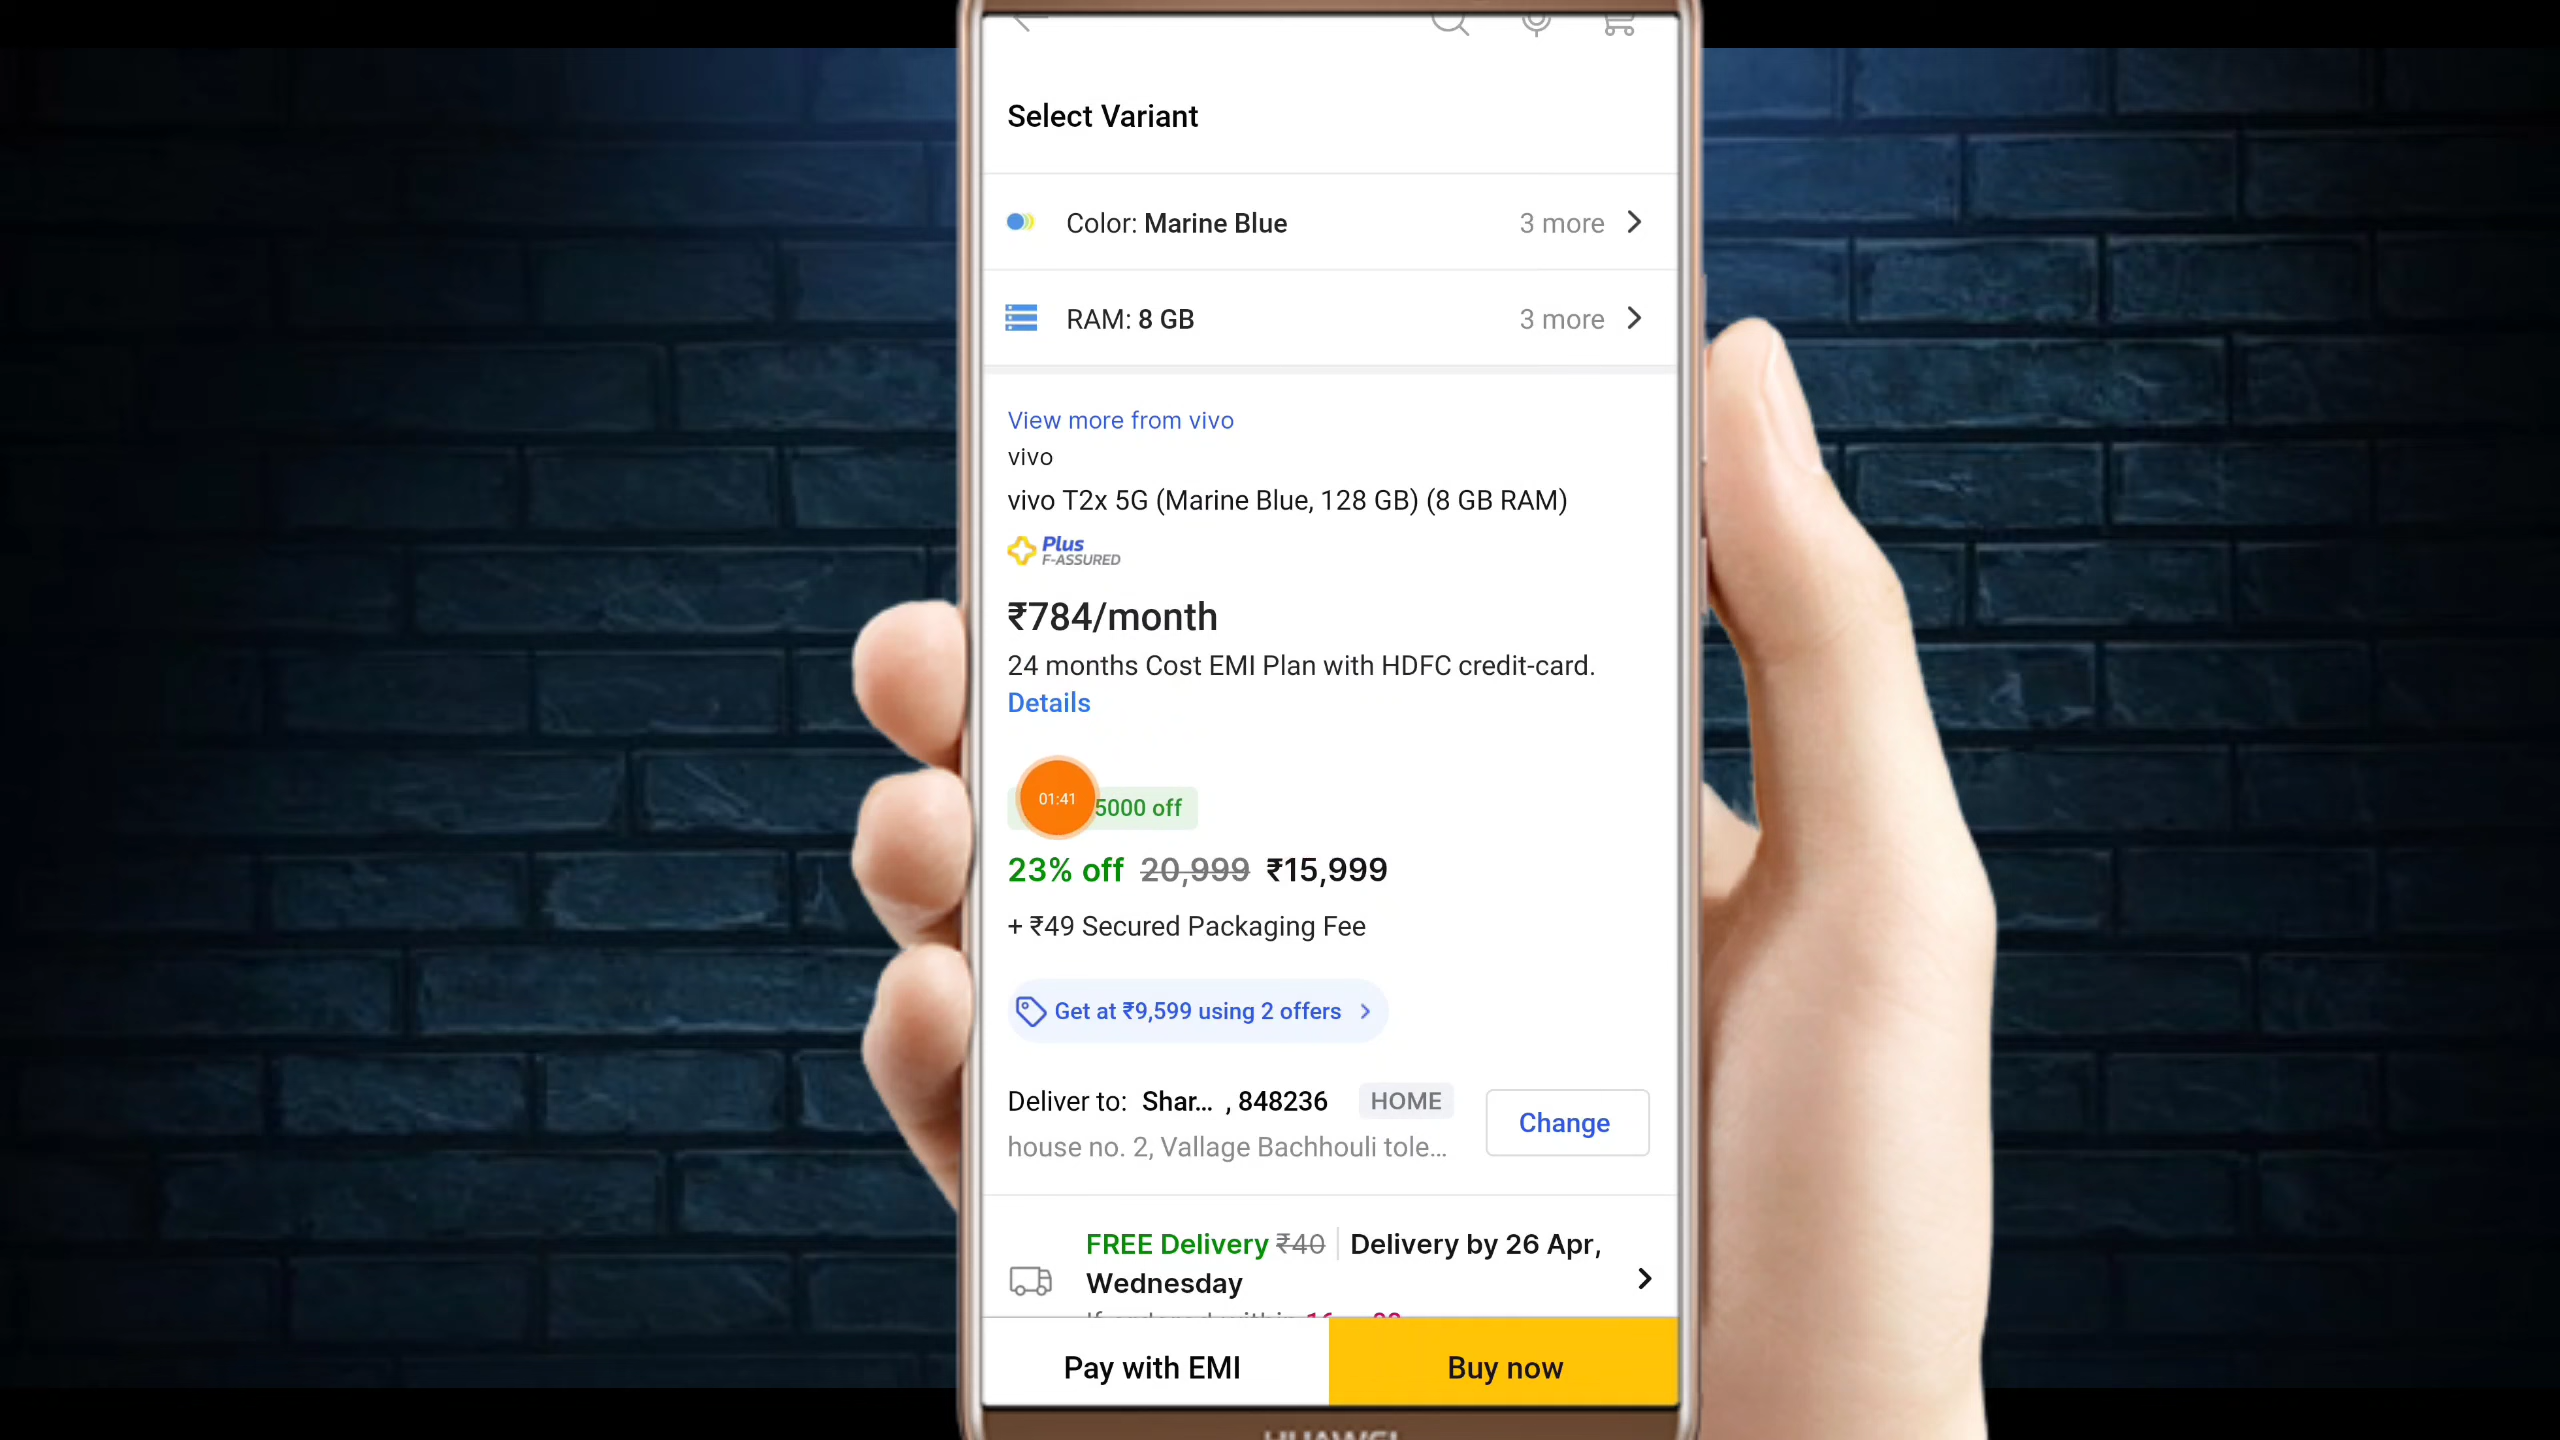 Select Variant
Color: Marine Blue 3 more
RAM: 8 GB 3 more
View more from vivo
vivo
vivo T2x 5G (Marine Blue, 128 GB) (8 GB RAM)
Plus
F-ASSURED
₹784/month
24 months Cost EMI Plan with HDFC credit-card.
Details
01:41 5000 off
23% off 20,999 ₹15,999
+ ₹49 Secured Packaging Fee
Get at ₹9,599 using 2 offers
Deliver to: Shar... , 848236 HOME
Change
house no. 2, Vallage Bachhouli tole...
FREE Delivery ₹40 Delivery by 26 Apr,
Wednesday
Pay with EMI Buy now
HUAWEI